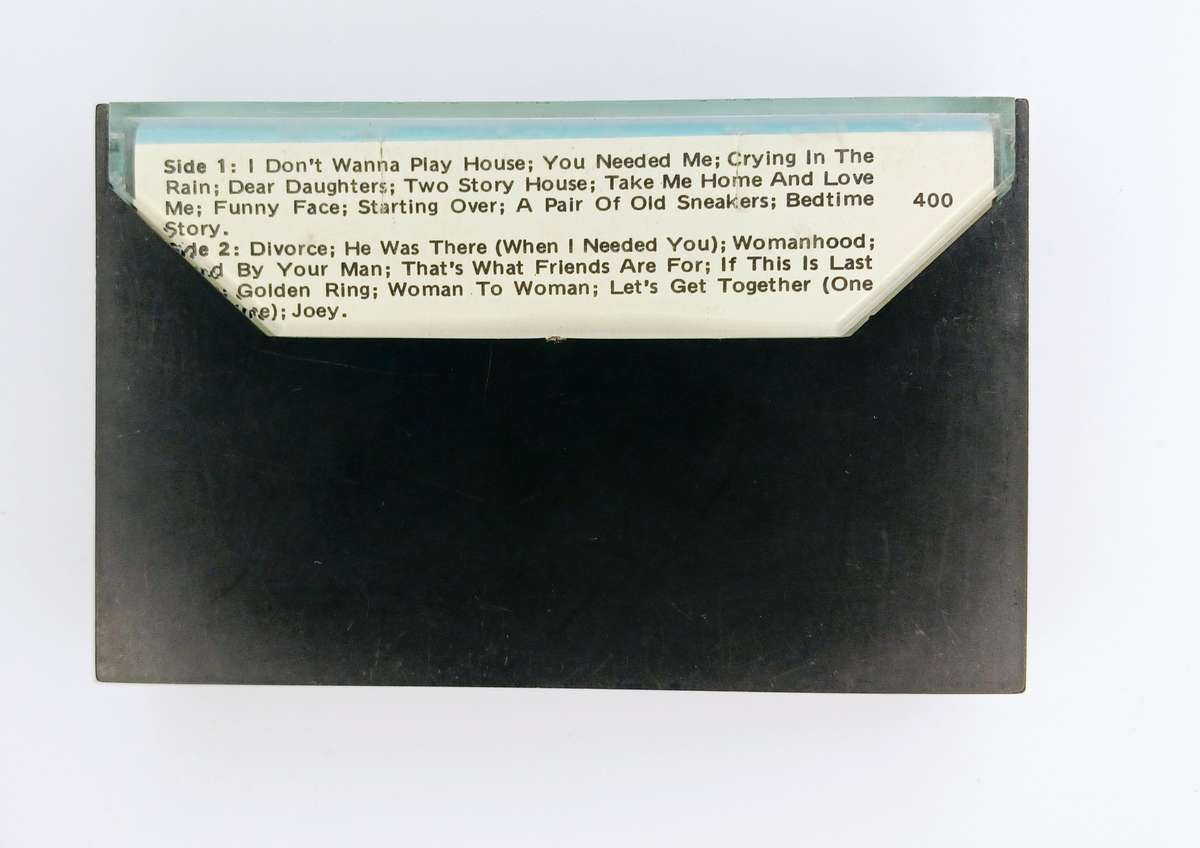 Side 1: I Don't Wanna Play House; You Needed Me; Crying In The
Rain; Dear Daughters; Two Story House; Take Me Home And Love
Me; Funny Face; Starting Over; A Pair Of Old Sneakers; Bedtime
Story.
400
Side 2: Divorce; He Was There (When I Needed You); Womanhood;
By Your Man; That's What Friends Are For; If This Is Last
Golden Ring; Woman To Woman; Let's Get Together (One
Joey.